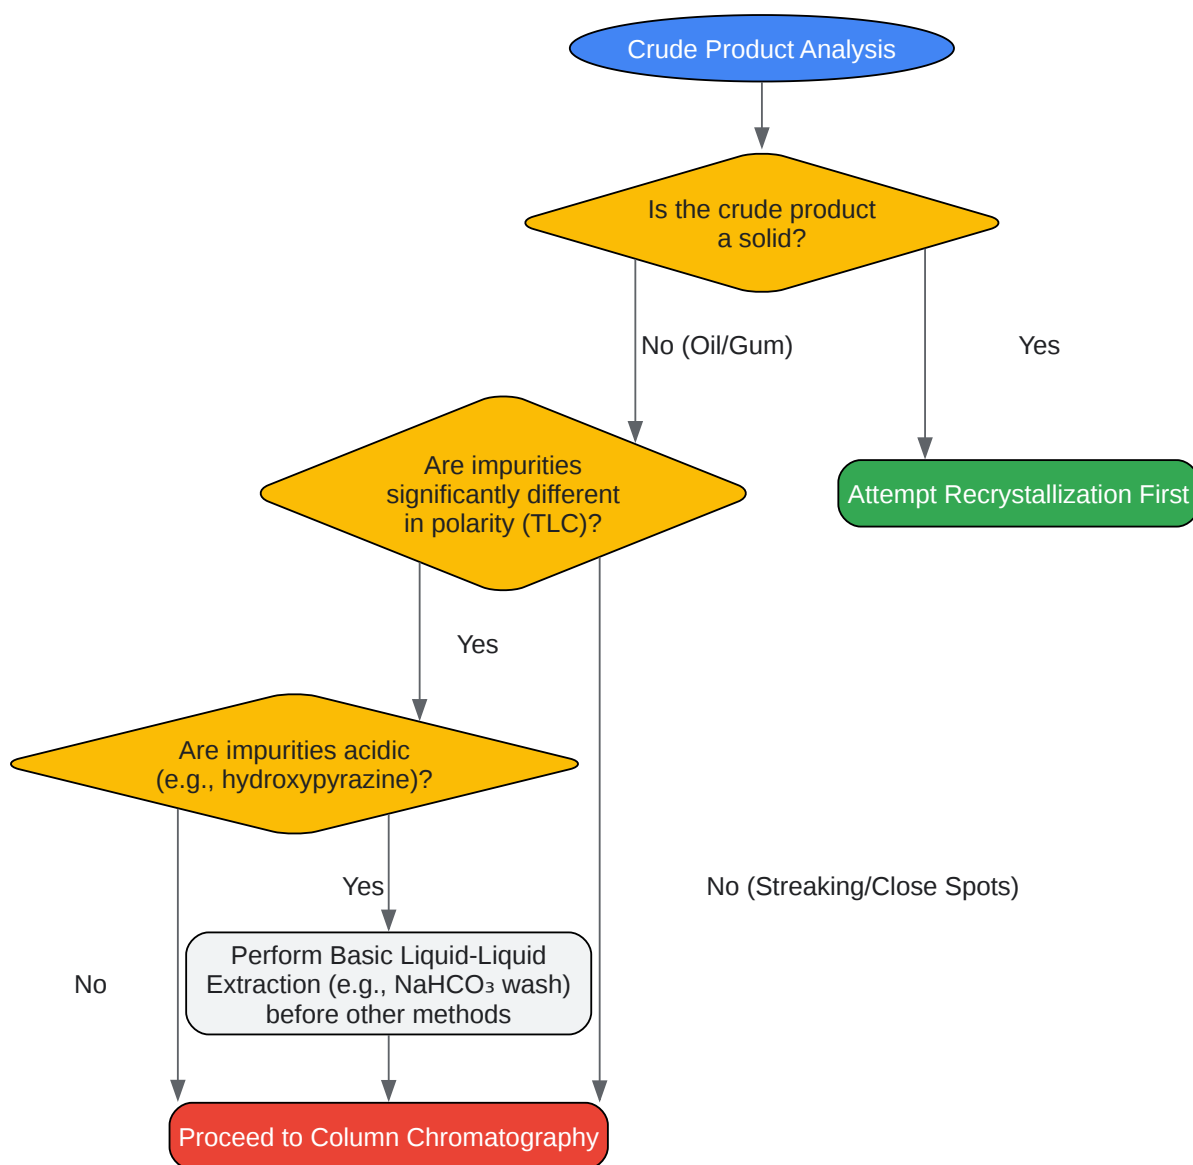 Crude Product Analysis
Is the crude product
a solid?
No (Oil/Gum)
Yes
Are impurities
significantly different
in polarity (TLC)?
Attempt Recrystallization First
Yes
Are impurities acidic
(e.g., hydroxypyrazine)?
Yes
No (Streaking/Close Spots)
No
Perform Basic Liquid-Liquid
Extraction (e.g., NaHCO₃ wash)
before other methods
Proceed to Column Chromatography